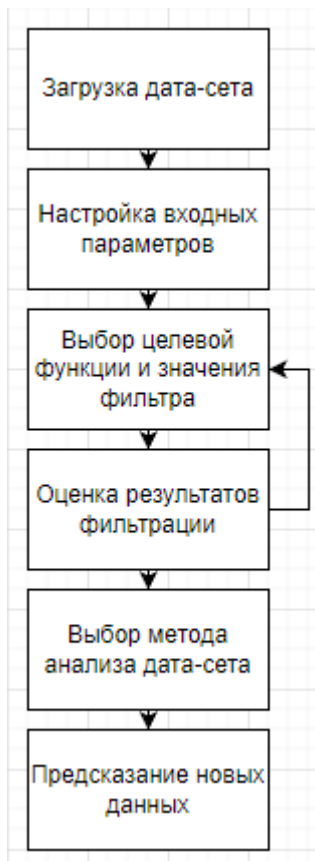 Загрузка дата-сета
Настройка входных
параметров
Выбор целевой
функции и значения
фильтра
Оценка результатов
фильтрации
Выбор метода
анализа дата-сета
Предсказание новых
данных